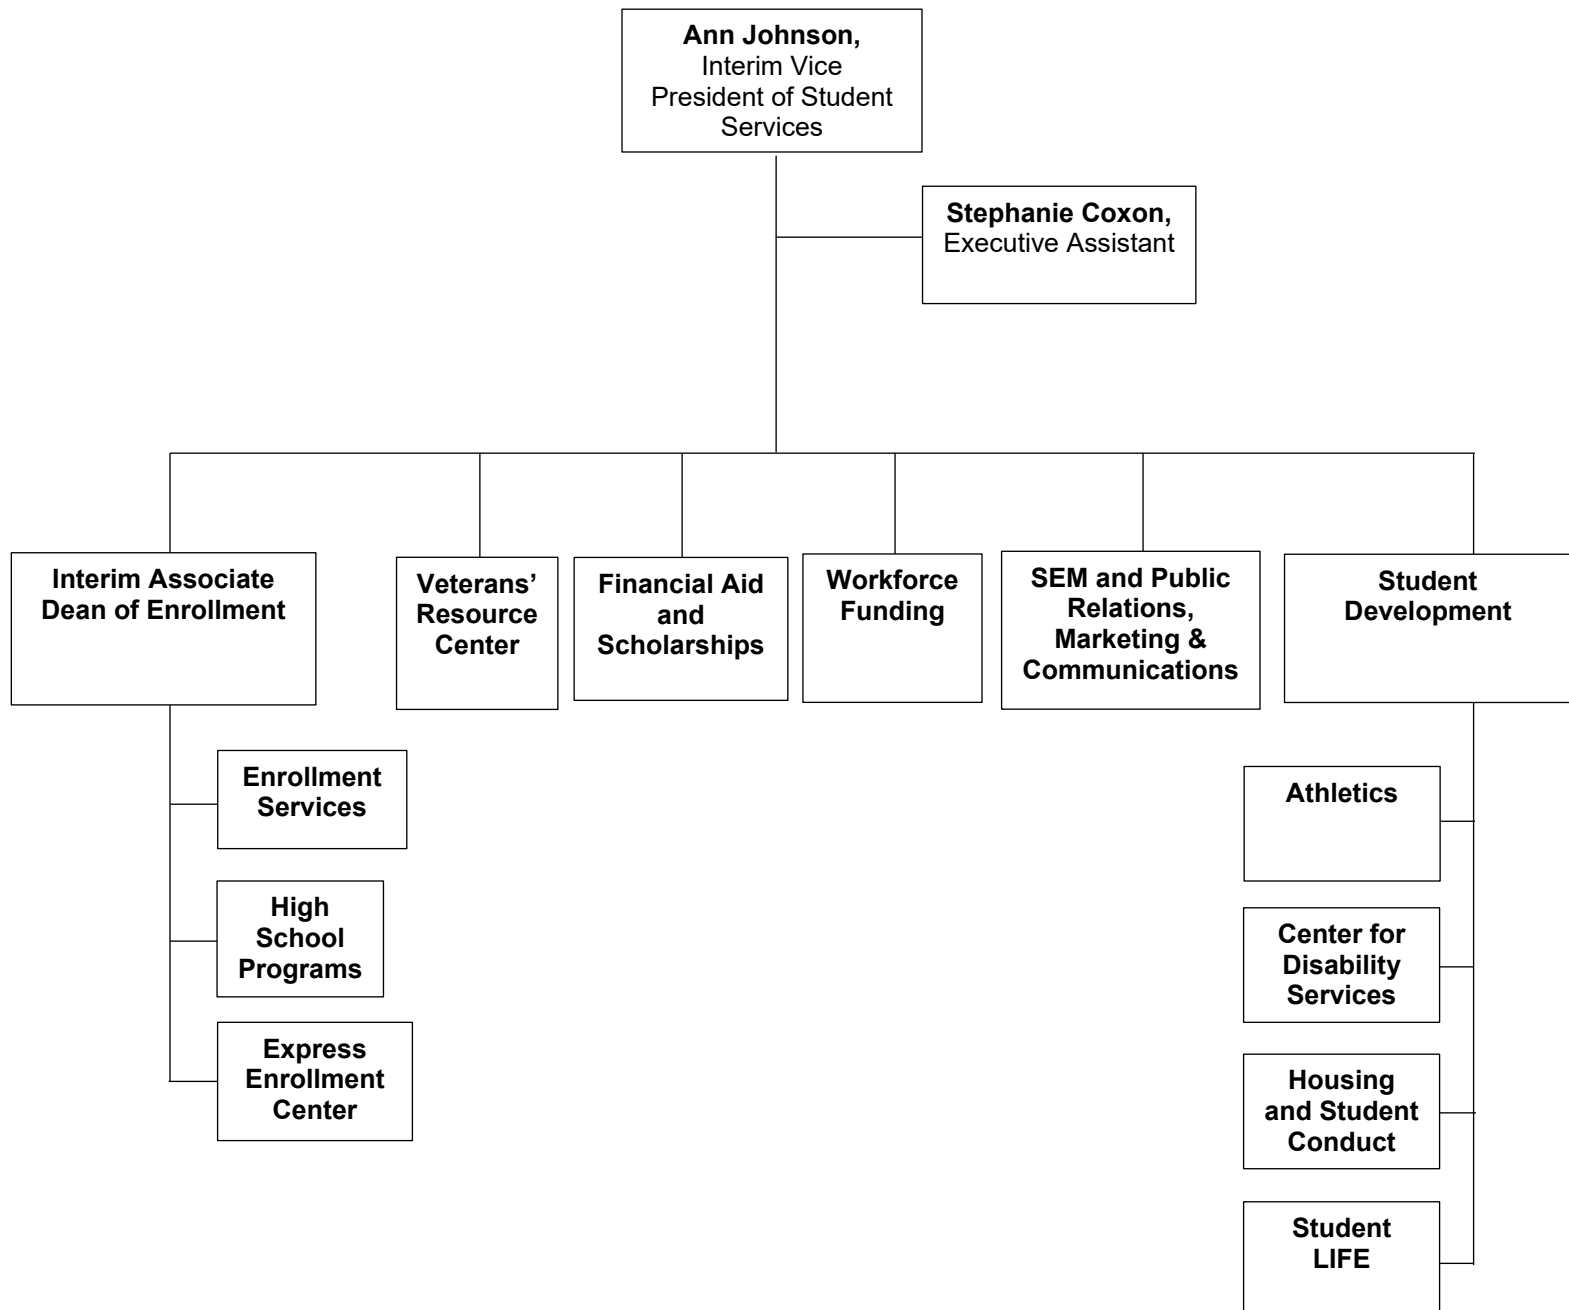 Ann Johnson,
Interim Vice
President of Student
Services
Stephanie Coxon,
Executive Assistant
Interim Associate
Dean of Enrollment
Veterans’
Resource
Center
Financial Aid
and
Scholarships
Workforce
Funding
SEM and Public
Relations,
Marketing &
Communications
Student
Development
Enrollment
Services
High
School
Programs
Express
Enrollment
Center
Athletics
Center for
Disability
Services
Housing
and Student
Conduct
Student
LIFE